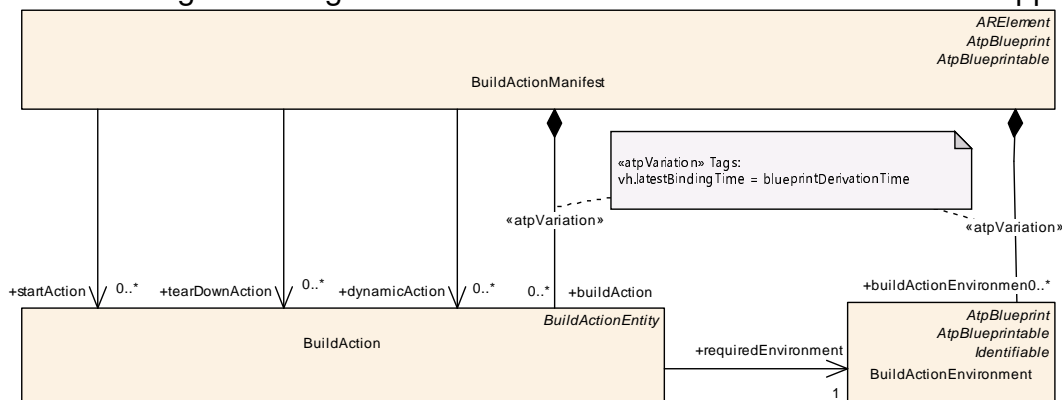 ARElement
AtpBlueprint
AtpBlueprintable
BuildActionManifest
«atpVariation» Tags:
vh.latestBindingTime = blueprintDerivationTime
«atpVariation»
«atpVariation»
+startAction 0..* +tearDownAction 0..* +dynamicAction 0..* 0..* +buildAction
+buildActionEnvironmen0..*
BuildActionEntity
BuildAction
AtpBlueprint
AtpBlueprintable
Identifiable
BuildActionEnvironment
+requiredEnvironment
1